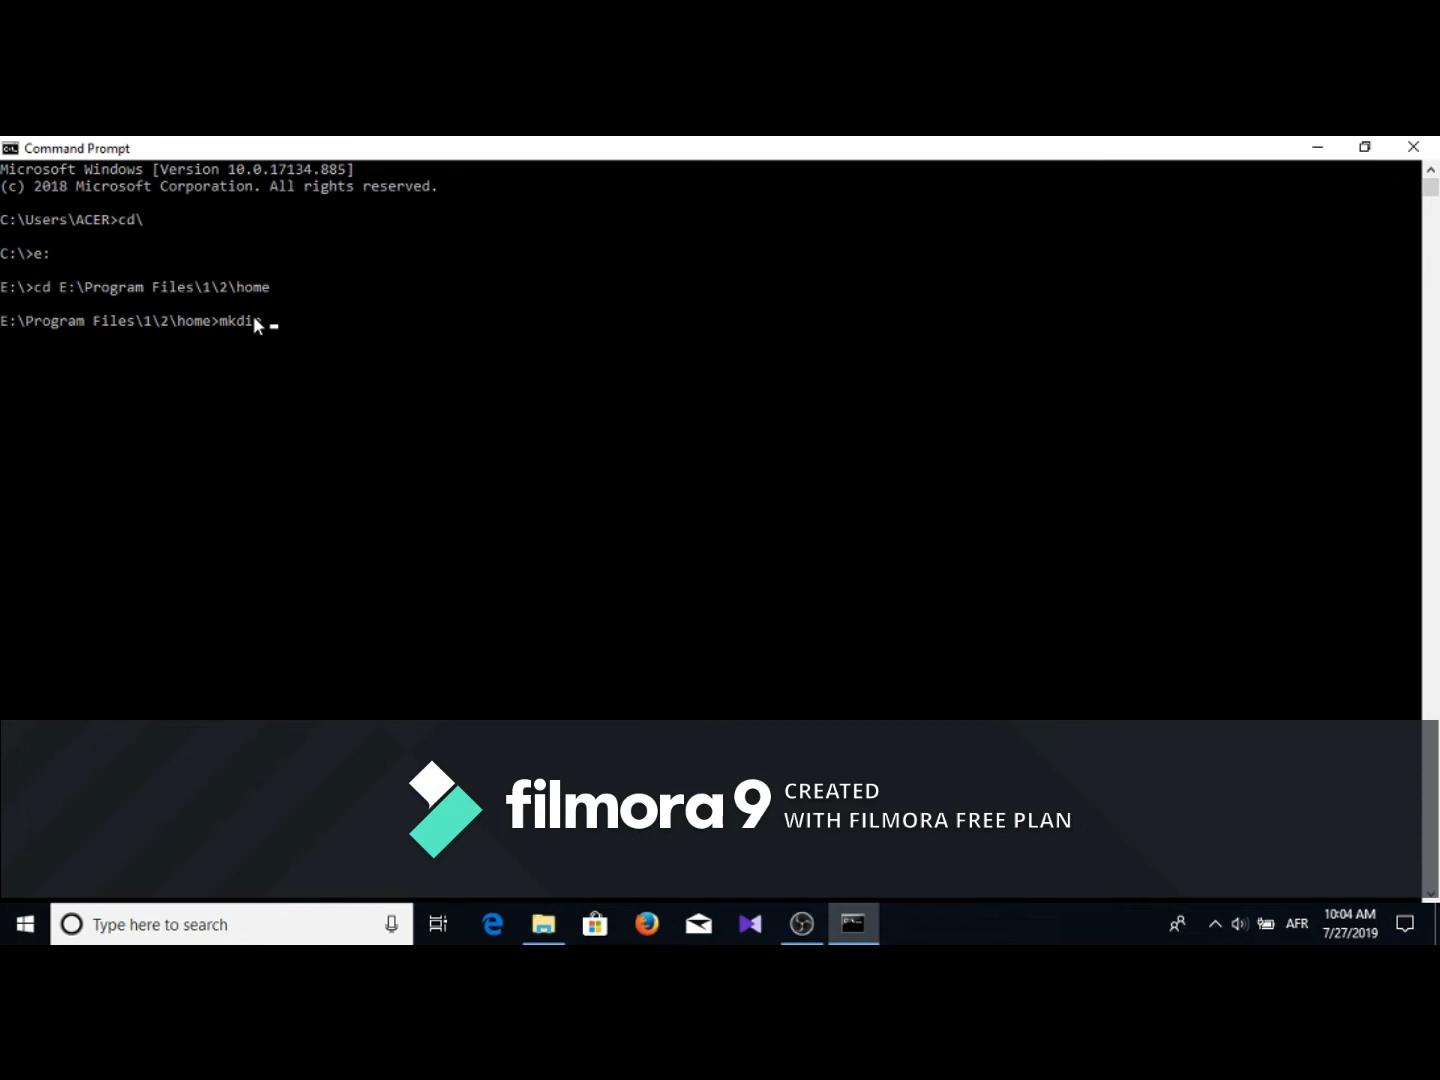 Command Prompt
Microsoft Windows [Version 10.0.17134.885]
(c) 2018 Microsoft Corporation. All rights reserved.
C:\Users\ACER>cd\
C:\>e:
E:\>cd E:\Program Files\1\2\home
E:\Program Files\1\2\home>mkdir
filmora 9 CREATED
WITH FILMORA FREE PLAN
Type here to search
AFR
10:04 AM
7/27/2019